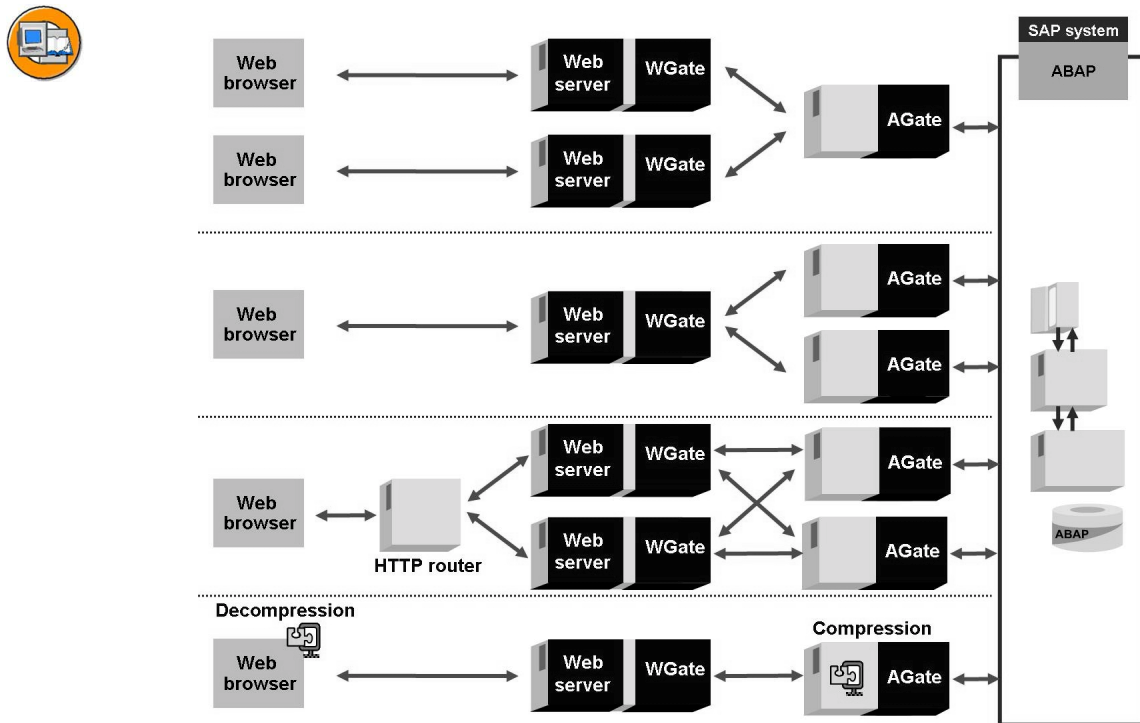 SAP system
ABAP
Web
browser
Web
server
WGate
AGate
Web
browser
Web
server
WGate
Web
browser
Web
server
WGate
AGate
AGate
Web
browser
HTTP router
Web
server
WGate
Web
server
WGate
AGate
AGate
ABAP
Decompression
Web
browser
Web
server
WGate
Compression
AGate